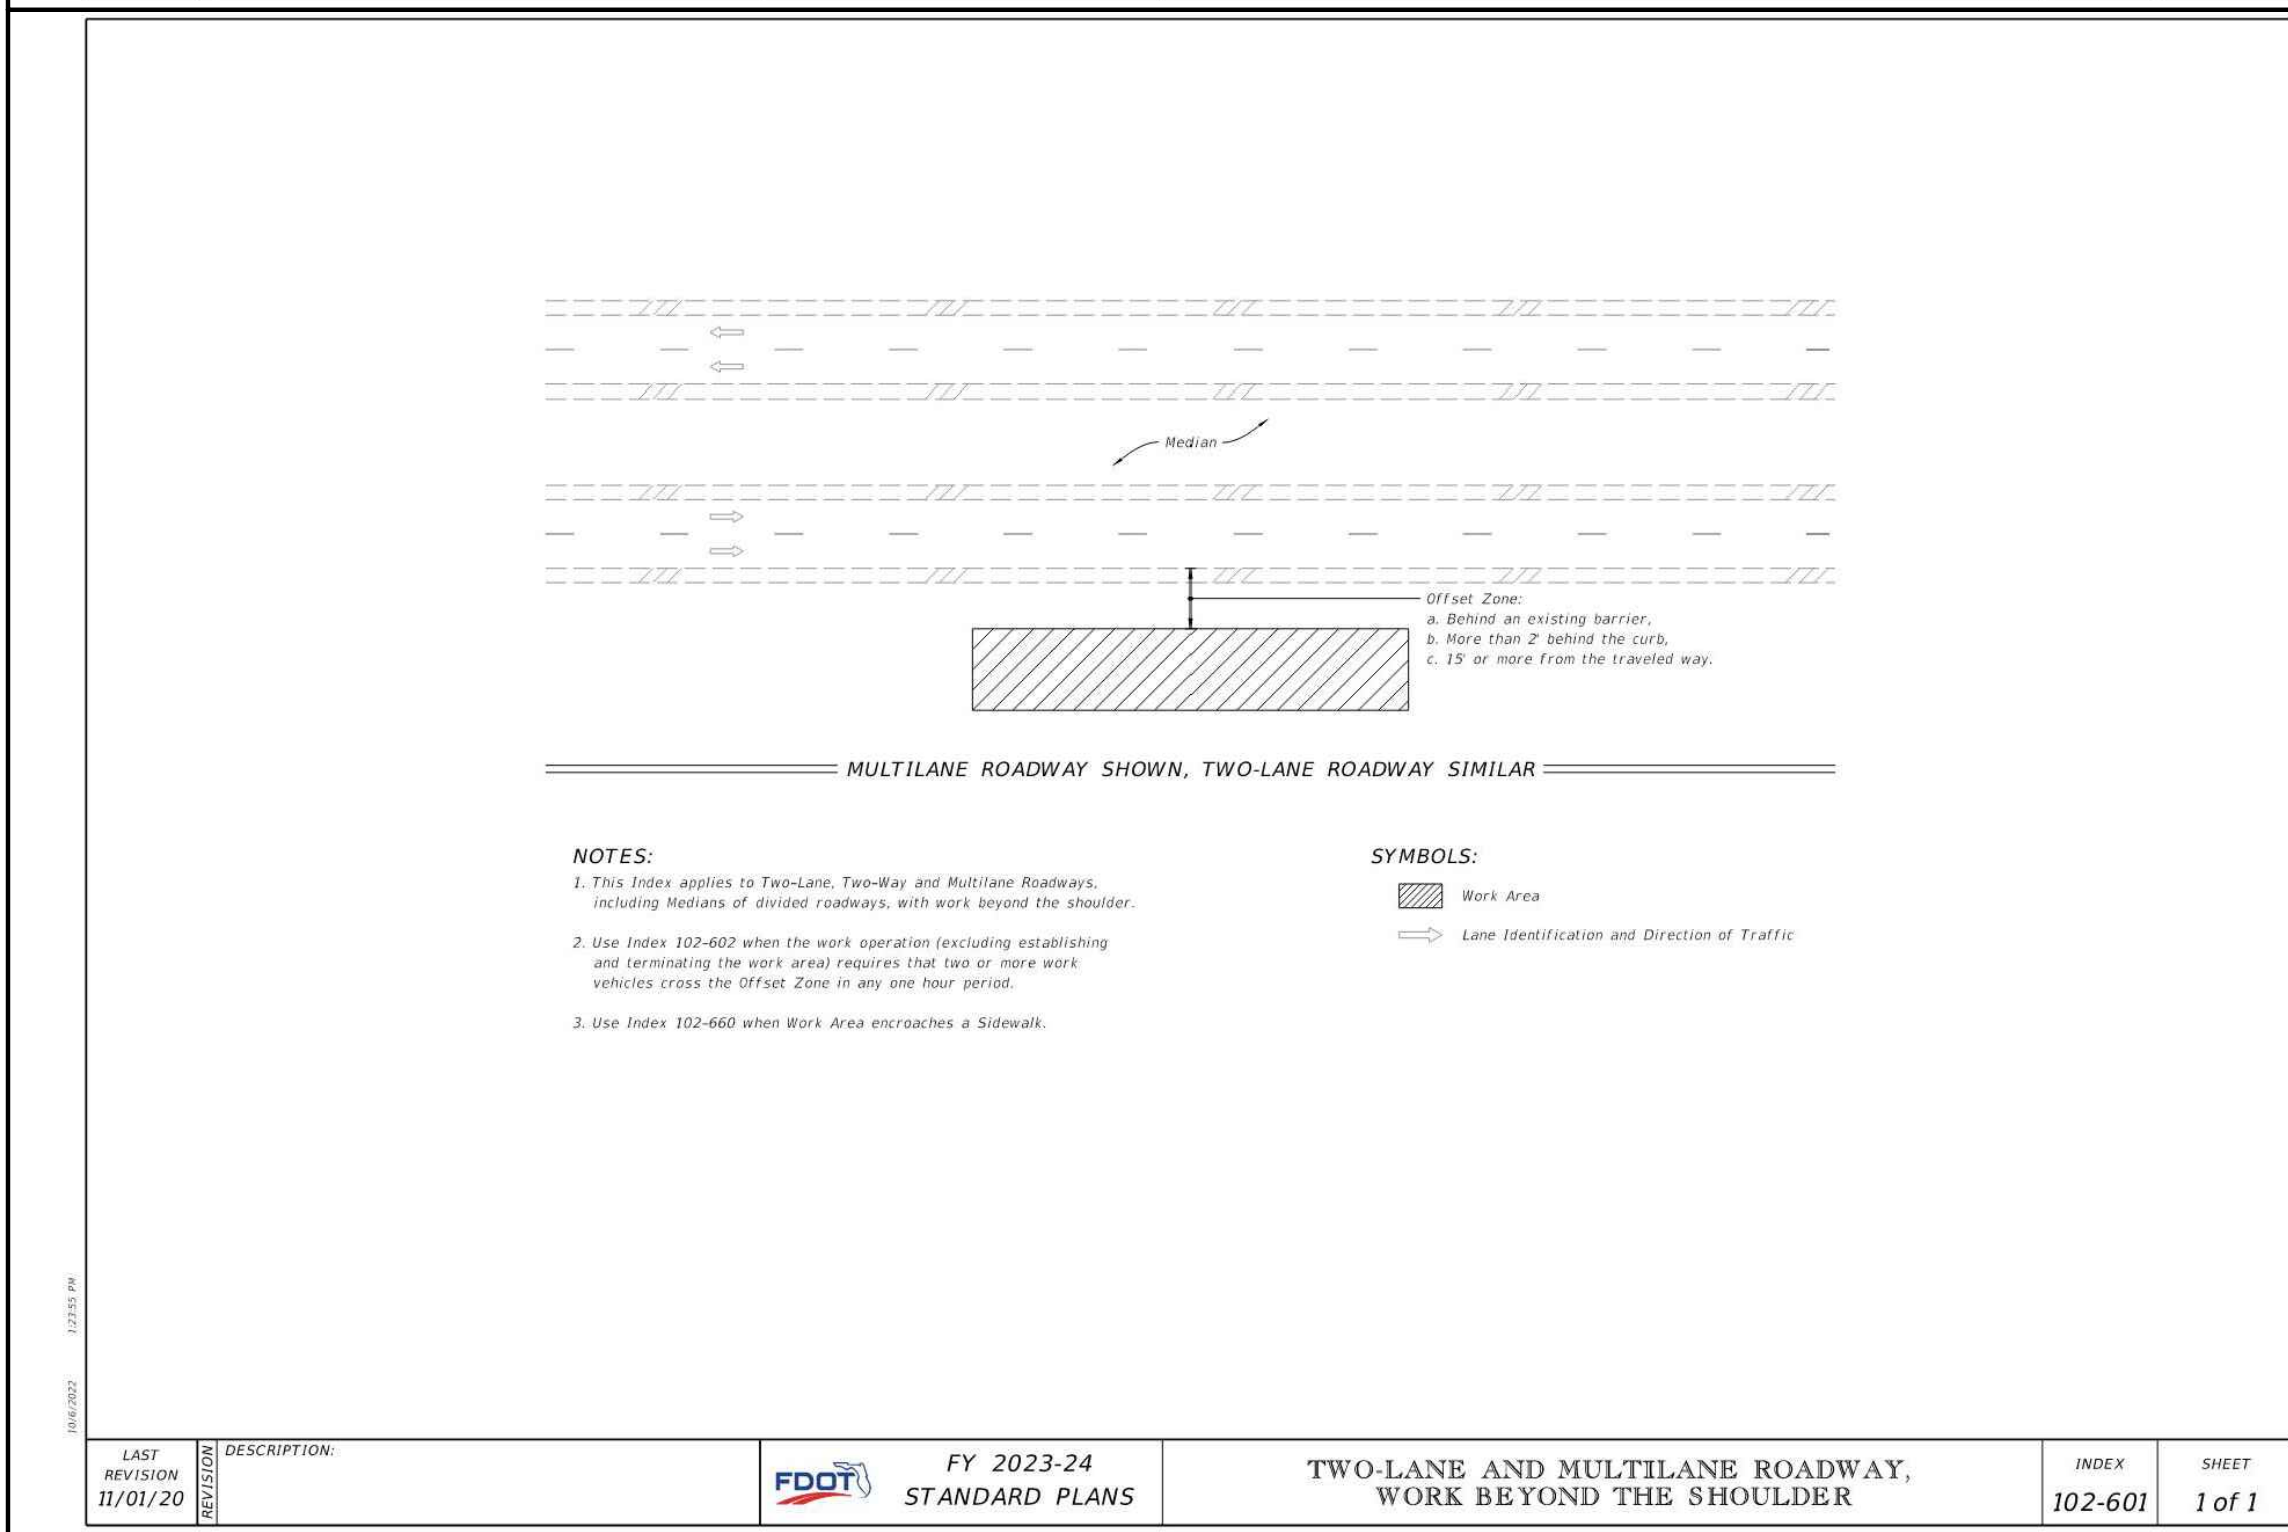 Median
Offset Zone:
a. Behind an existing barrier,
b. More than 2' behind the curb,
c. 15' or more from the traveled way.
MULTILANE ROADWAY SHOWN, TWO-LANE ROADWAY SIMILAR
NOTES:
1. This Index applies to Two-Lane, Two-Way and Multilane Roadways,
including Medians of divided roadways, with work beyond the shoulder.
2. Use Index 102-602 when the work operation (excluding establishing
and terminating the work area) requires that two or more work
vehicles cross the Offset Zone in any one hour period.
3. Use Index 102-660 when Work Area encroaches a Sidewalk.
SYMBOLS:
Work Area
Lane Identification and Direction of Traffic
10/6/2022 1:23:55 PM
LAST
REVISION
11/01/20
REVISION
DESCRIPTION:
FDOT
FY 2023-24
STANDARD PLANS
TWO-LANE AND MULTILANE ROADWAY,
WORK BEYOND THE SHOULDER
INDEX
102-601
SHEET
1 of 1